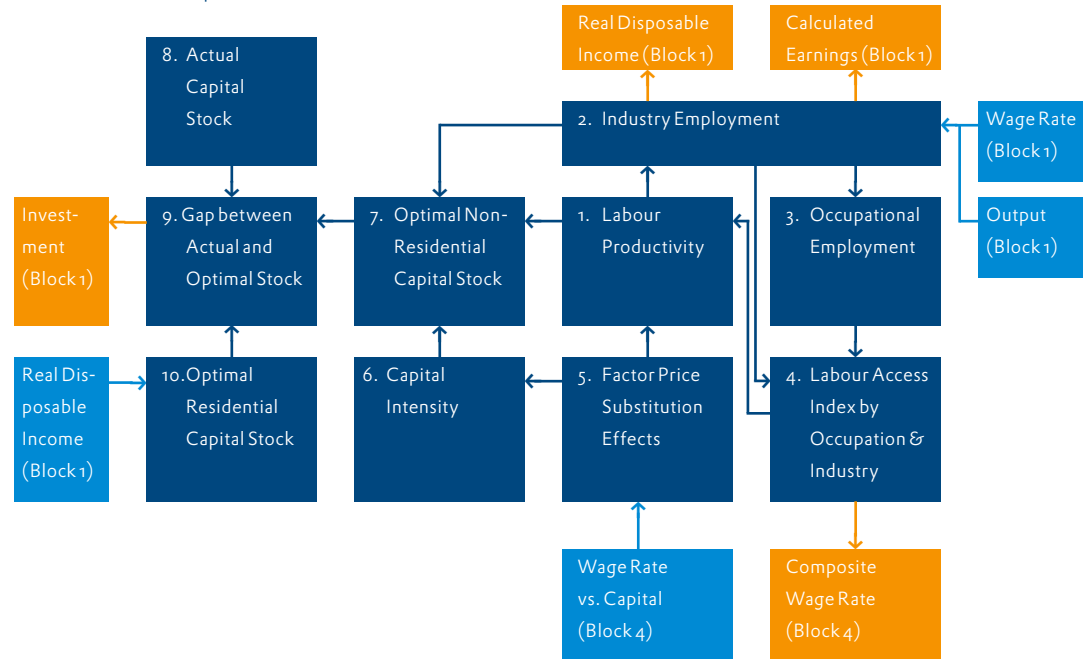 Real Disposable
Income (Block 1)
Calculated
Earnings (Block 1)
8. Actual
Capital
Stock
2. Industry Employment
Wage Rate
(Block 1)
Invest-
ment
(Block 1)
9. Gap between
Actual and
Optimal Stock
7. Optimal Non-
Residential
Capital Stock
1. Labour
Productivity
3. Occupational
Employment
Output
(Block 1)
Real Dis-
posable
Income
(Block 1)
10. Optimal
Residential
Capital Stock
6. Capital
Intensity
5. Factor Price
Substitution
Effects
4. Labour Access
Index by
Occupation &
Industry
Wage Rate
vs. Capital
(Block 4)
Composite
Wage Rate
(Block 4)